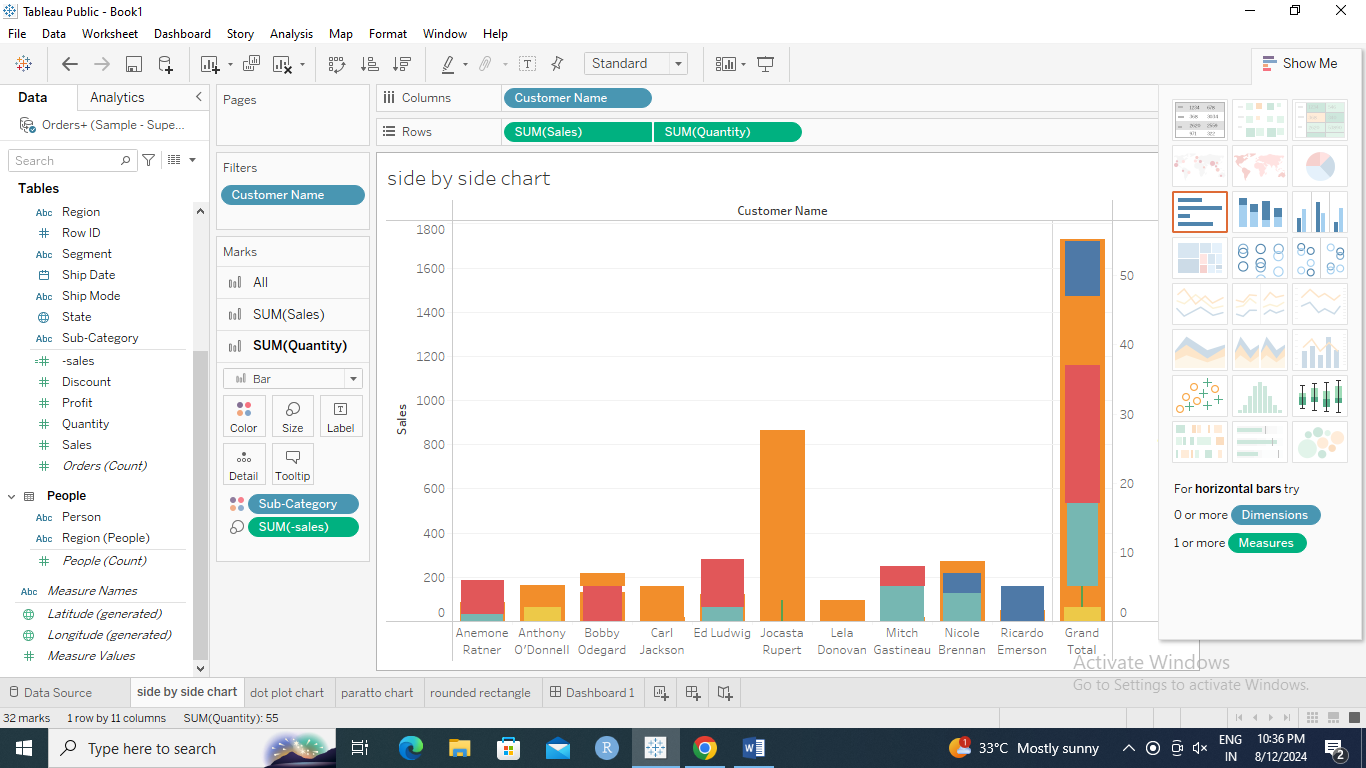 Tableau Public - Book1
File Data Worksheet Dashboard Story Analysis Map Format Window Help
Standard
Show Me
Data Analytics
Orders+ (Sample - Supe...
Search
Tables
Abc Region
Row ID
Abc Segment
Ship Date
Abc Ship Mode
State
Abc Sub-Category
-sales
Discount
Profit
Quantity
Sales
Orders (Count)
People
Abc Person
Abc Region (People)
People (Count)
Abc Measure Names
Latitude (generated)
Longitude (generated)
Measure Values
Pages
Filters
Customer Name
Marks
All
SUM(Sales)
SUM(Quantity)
Bar
Color Size Label
Detail Tooltip
Sub-Category
SUM(-sales)
Columns Customer Name
Rows SUM(Sales) SUM(Quantity)
side by side chart
Customer Name
1800
1600
1400
1200
1000
800
600
400
200
0
Sales
50
40
30
20
10
0
Anemone Ratner
Anthony O'Donnell
Bobby Odegard
Carl Jackson
Ed Ludwig
Jocasta Rupert
Lela Donovan
Mitch Gastineau
Nicole Brennan
Ricardo Emerson
Grand Total
For horizontal bars try
0 or more Dimensions
1 or more Measures
Activate Windows
Go to Settings to activate Windows.
Data Source side by side chart dot plot chart paratto chart rounded rectangle Dashboard 1
32 marks 1 row by 11 columns SUM(Quantity): 55
Type here to search
33°C Mostly sunny
ENG
IN
10:36 PM
8/12/2024